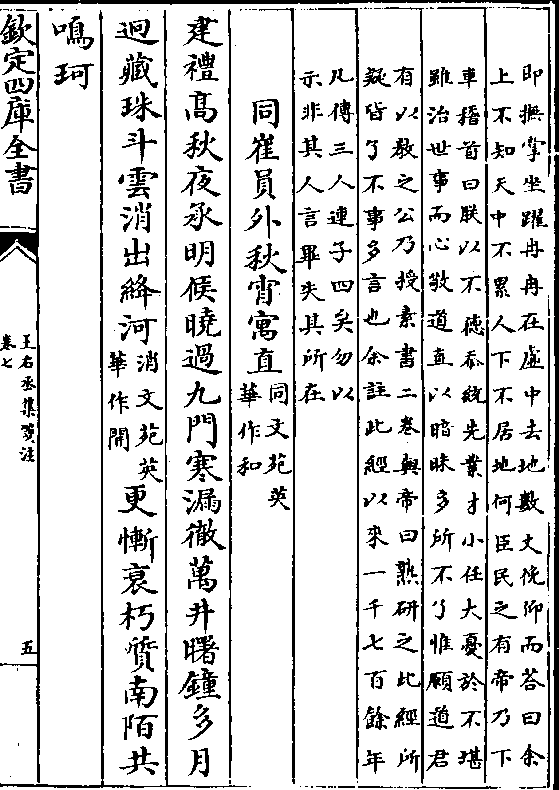 即撫掌坐躍冉冉在虛中去地數丈俛仰而答曰余
上不知天中不累人下不居地何臣民之有帝乃下
車稽首曰朕以不德忝統先業才小任大憂於不堪
雖治世事而心敬道直以暗昧多所不了惟願道君
有以教之公乃授素書二卷與帝曰熟研之此經所
疑皆了不事多言也余註此經以來一千七百餘年
凡傳三人連子四矣勿以
示非其人言畢失其所在
同崔員外秋宵寓直同文苑英
華作和
建禮高秋夜承明候曉過九門寒漏徹萬井曙鐘多月
迥藏珠斗雲消出絳河消文苑英
華作開更慚衰朽質南陌共
鳴珂
欽定四庫全書
王右丞集箋注
卷七
五